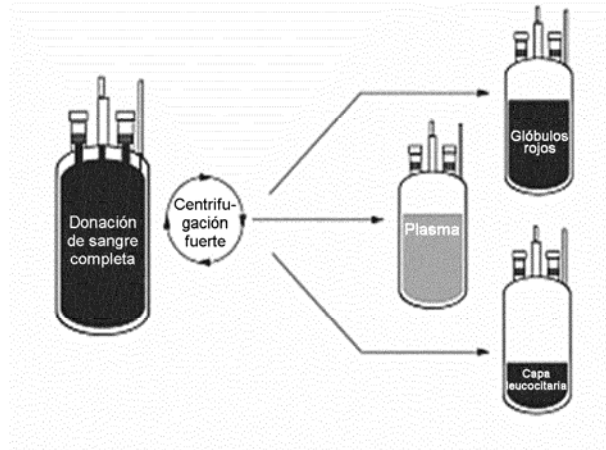 Donación
de sangre
completa
Centrifu-
gación
fuerte
Glóbulos
rojos
Plasma
Capa
leucocitaria